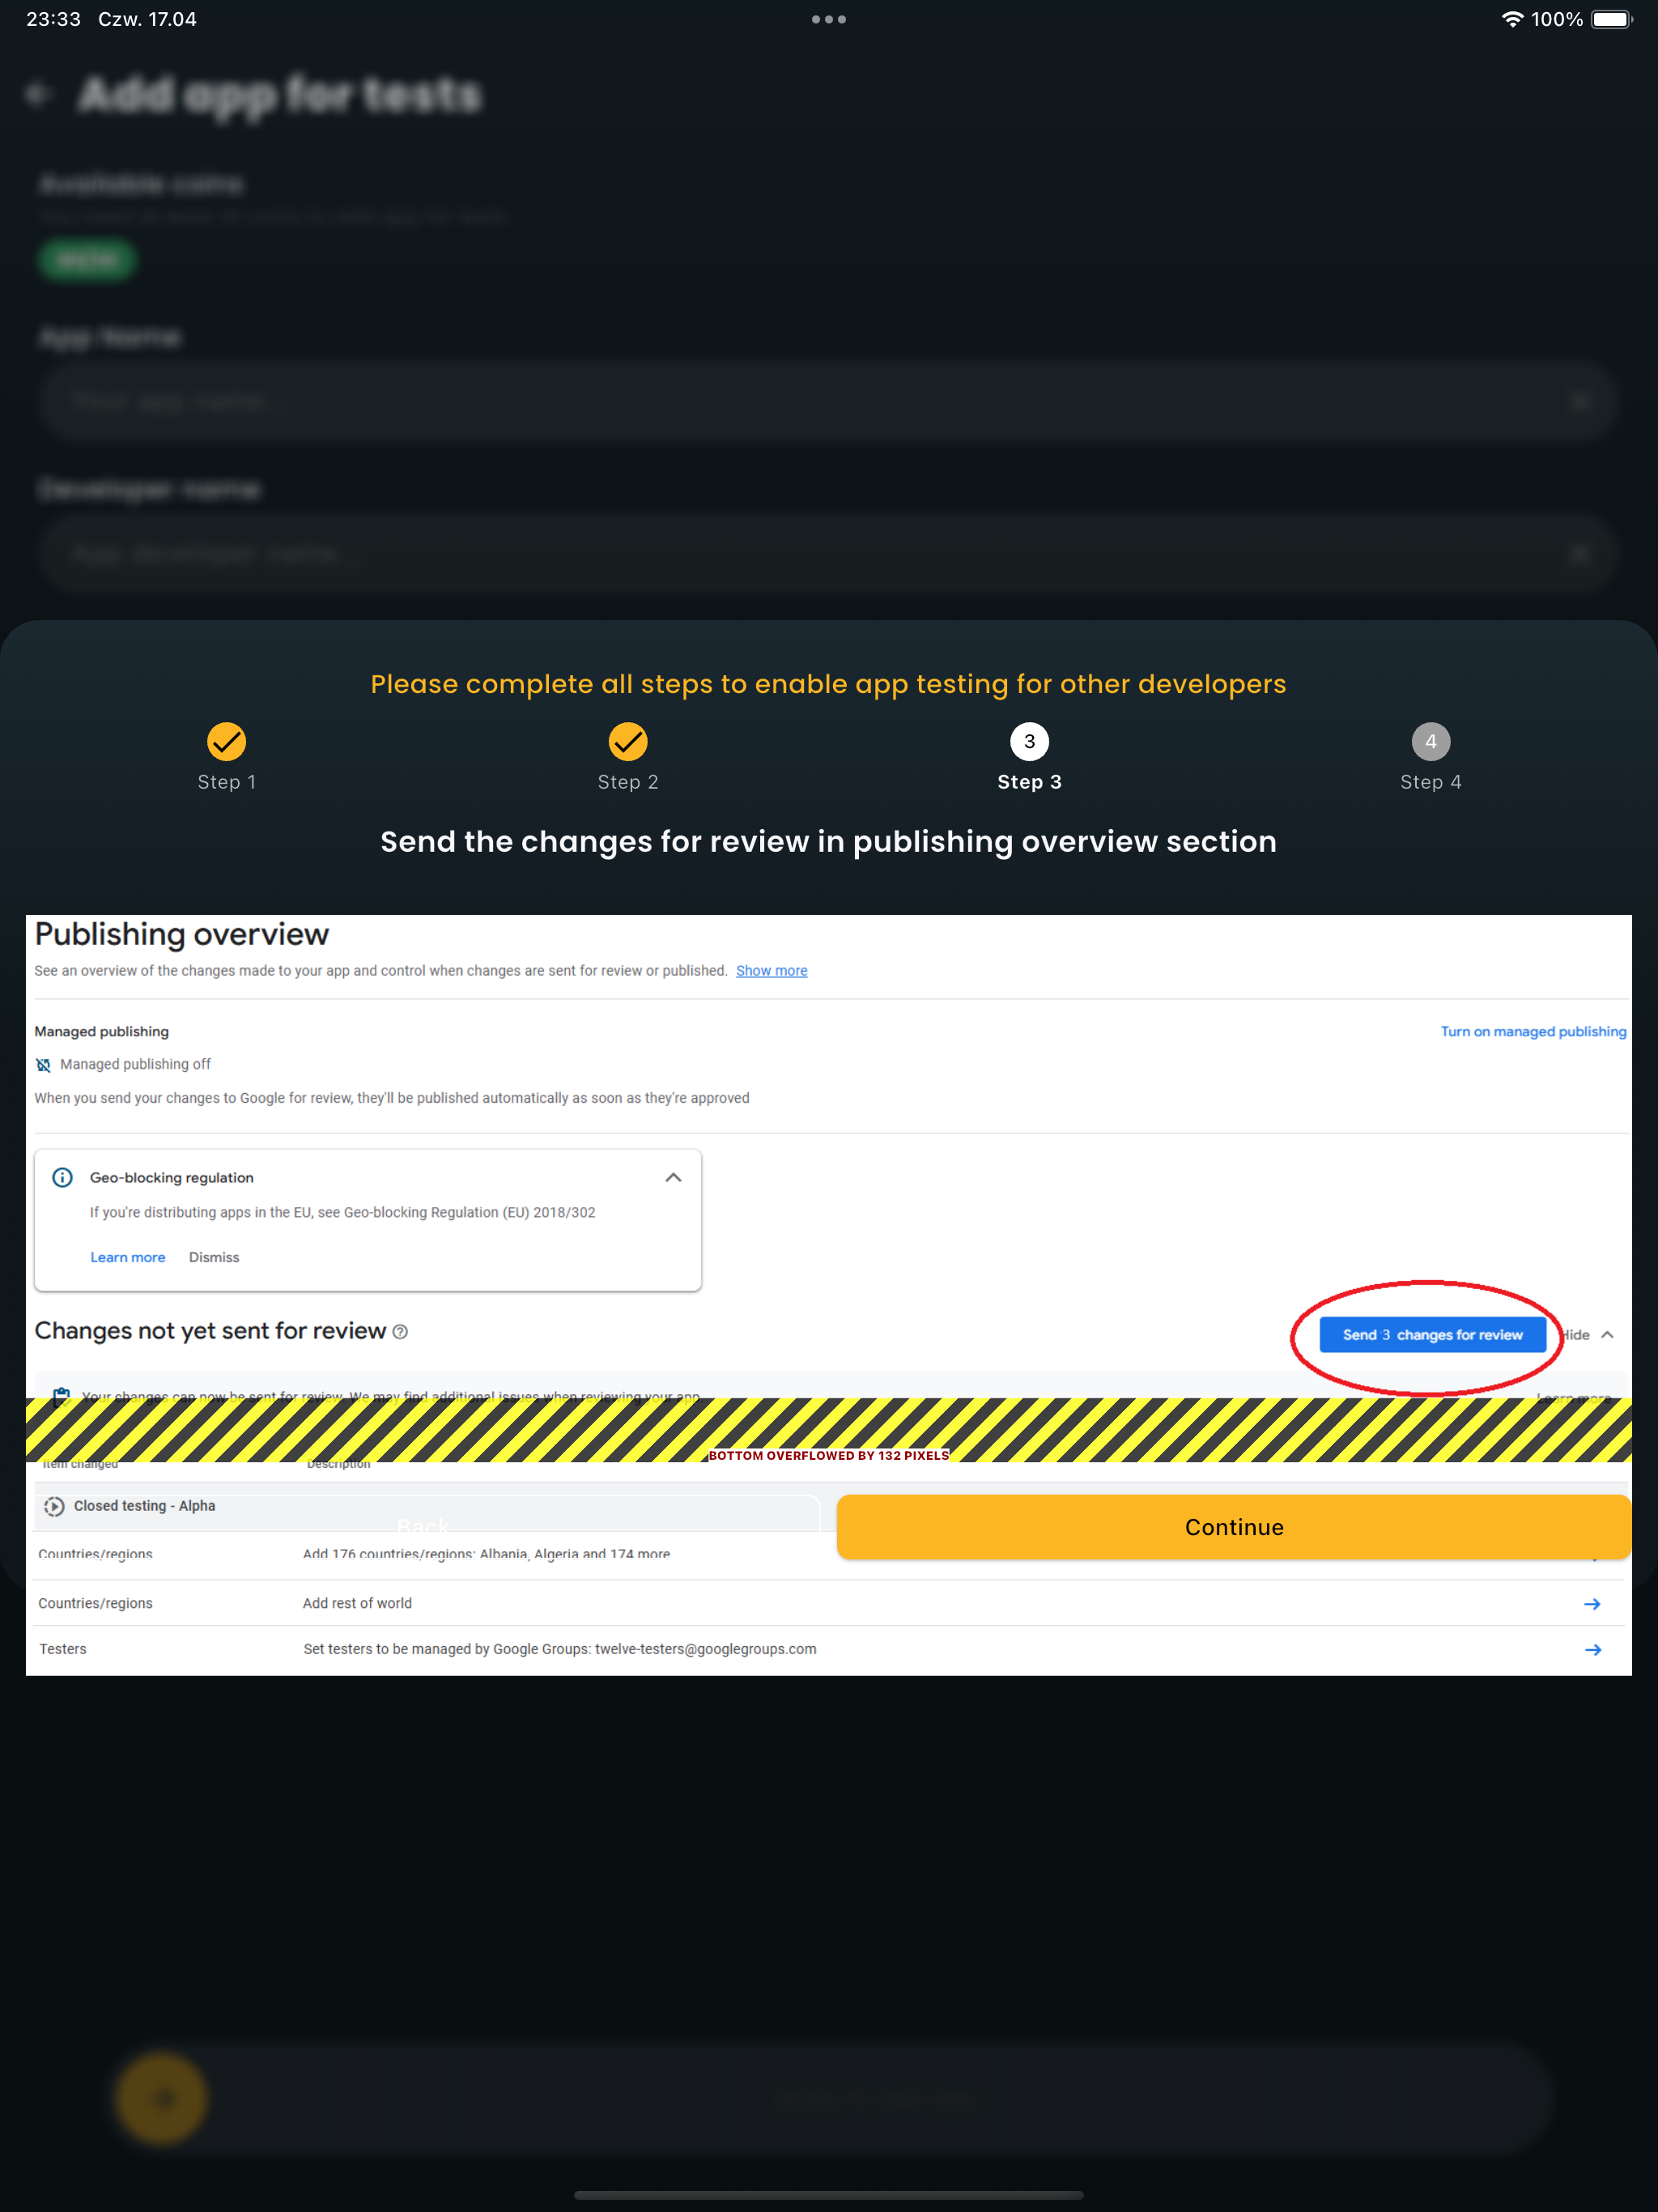 23:33 Czw. 17.04
100%
Add app for tests
Available coins
App Name
Your app name...
Developer name
App developer name...
Please complete all steps to enable app testing for other developers
3
4
Step 1
Step 2
Step 3
Step 4
Send the changes for review in publishing overview section
Publishing overview
See an overview of the changes made to your app and control when changes are sent for review or published. Show more
Managed publishing
Turn on managed publishing
Managed publishing off
When you send your changes to Google for review, they'll be published automatically as soon as they're approved
Geo-blocking regulation
If you're distributing apps in the EU, see Geo-blocking Regulation (EU) 2018/302
Learn more Dismiss
Changes not yet sent for review
Send 3 changes for review
Hide
Your changes can now be sent for review. We may find additional issues when reviewing your app
Learn more
BOTTOM OVERFLOWED BY 132 PIXELS
Item changed Description
Closed testing - Alpha
Back
Continue
Countries/regions Add 176 countries/regions: Albania, Algeria and 174 more
Countries/regions Add rest of world
Testers Set testers to be managed by Google Groups: twelve-testers@googlegroups.com